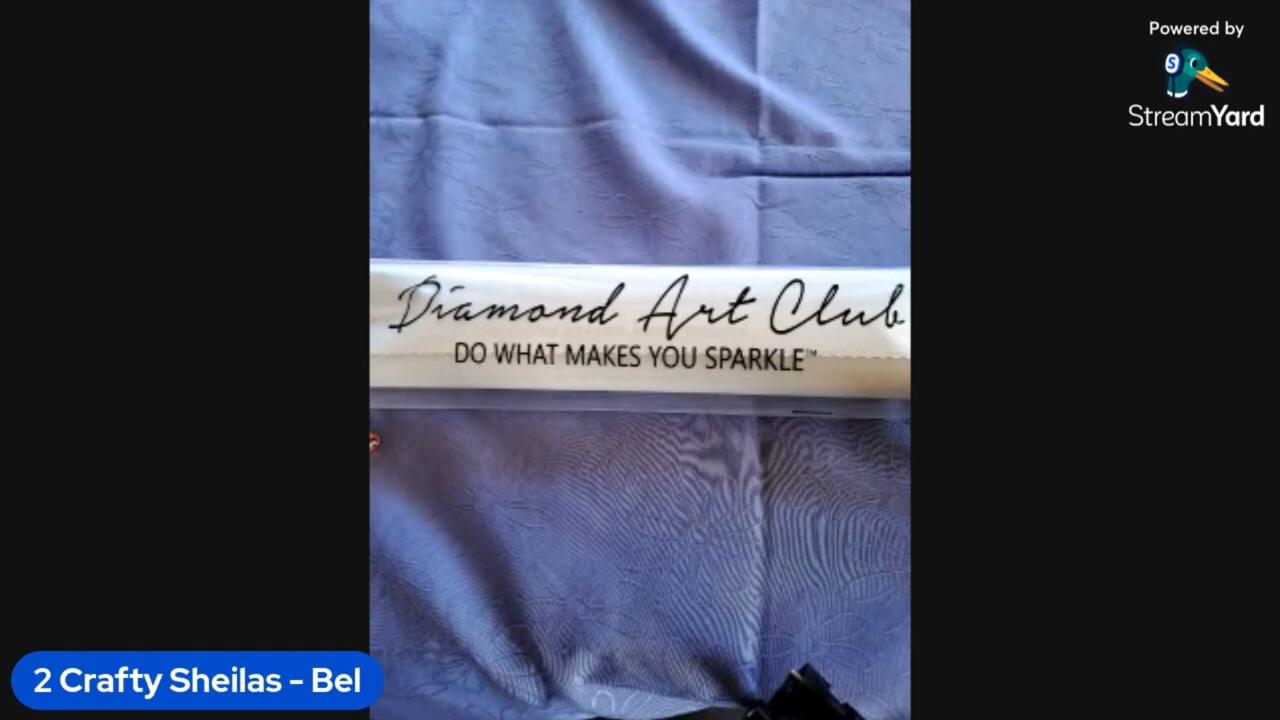 Powered by
S
StreamYard
Diamond Art Club
DO WHAT MAKES YOU SPARKLE™
2 Crafty Sheilas - Bel